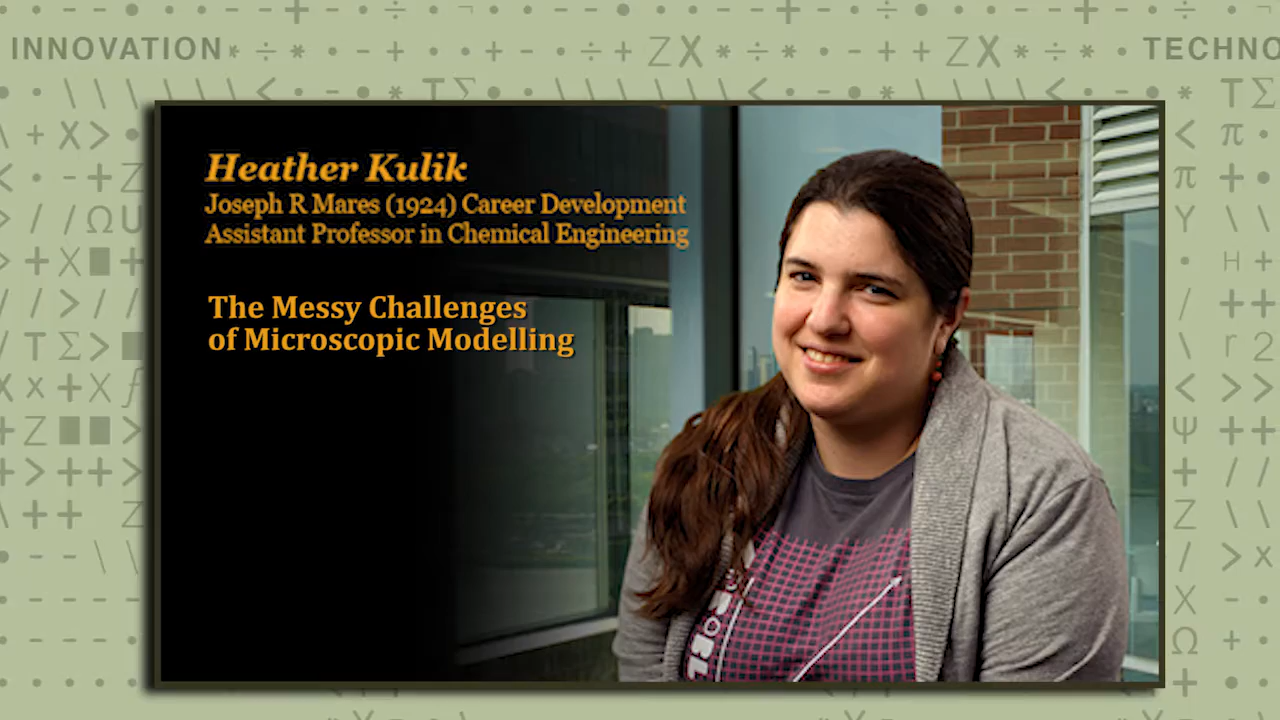 INNOVATION
TECHNO
Heather Kulik
Joseph R Mares (1924) Career Development
Assistant Professor in Chemical Engineering
The Messy Challenges
of Microscopic Modelling